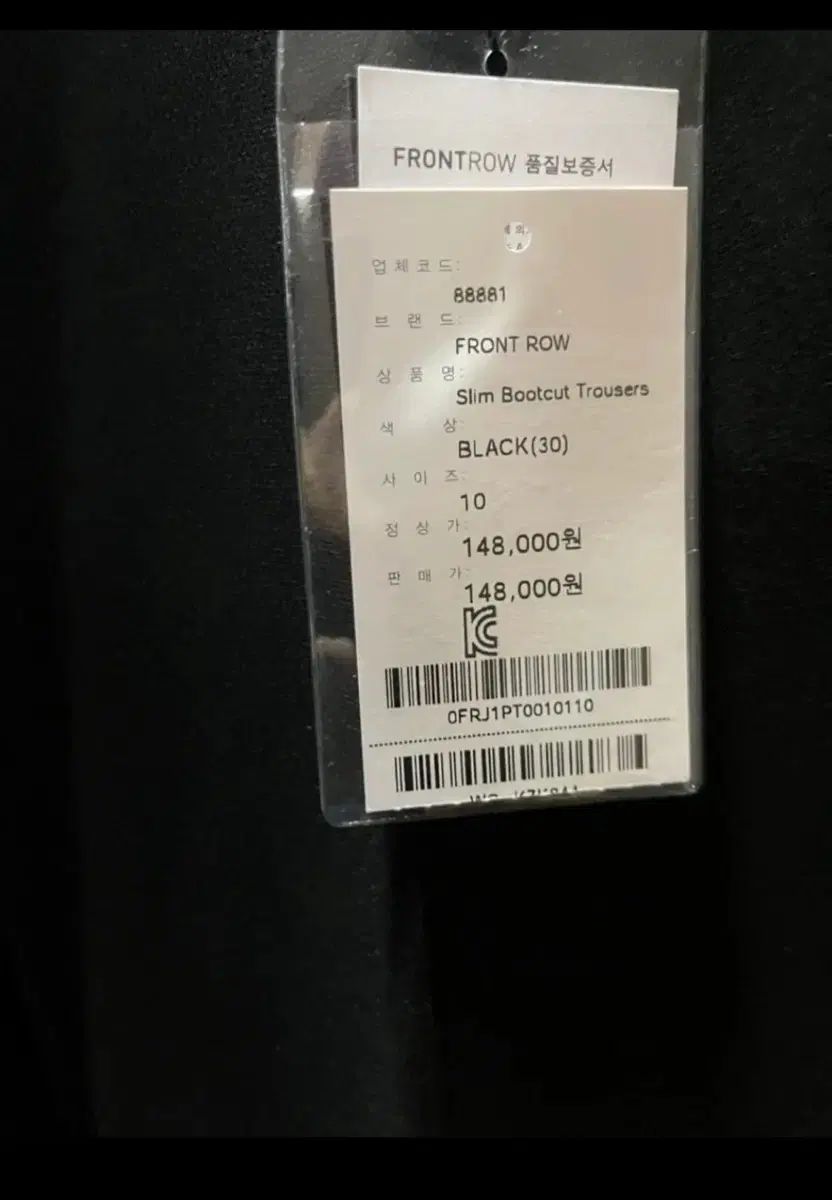 FRONTROW 품질보증서
업체코드:
88881
브랜드:
FRONT ROW
상품명:
Slim Bootcut Trousers
색 상:
BLACK(30)
사이즈:
10
정상가:
148,000원
판매가:
148,000원
KC
0FRJ1PT0010110